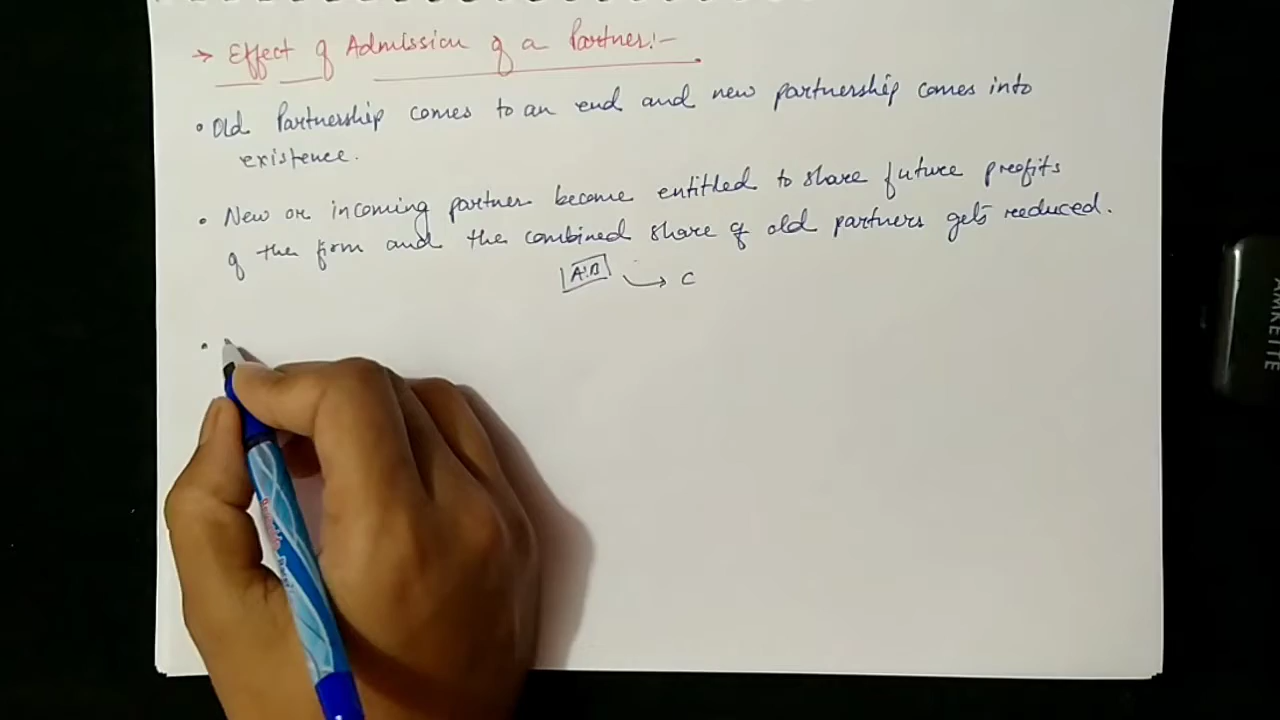 → Effect of Admission of a Partner:-
• Old Partnership comes to an end and new partnership comes into
existence.
• New or incoming partner become entitled to share future profits
of the firm and the combined share of old partners gets reduced.
A:B → C
•
AMKETTE